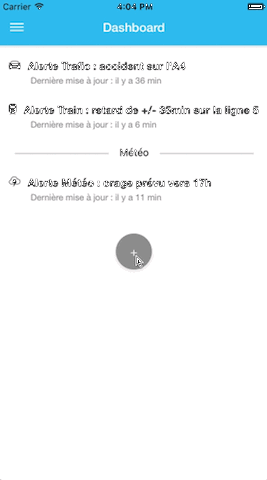 Carrier 4:04 PM
Dashboard
Alerte Trafic : accident sur l'A4
Dernière mise à jour : il y a 36 min
Alerte Train : retard de +/- 35min sur la ligne 5
Dernière mise à jour : il y a 6 min
Météo
Alerte Météo : orage prévu vers 17h
Dernière mise à jour : il y a 11 min
+